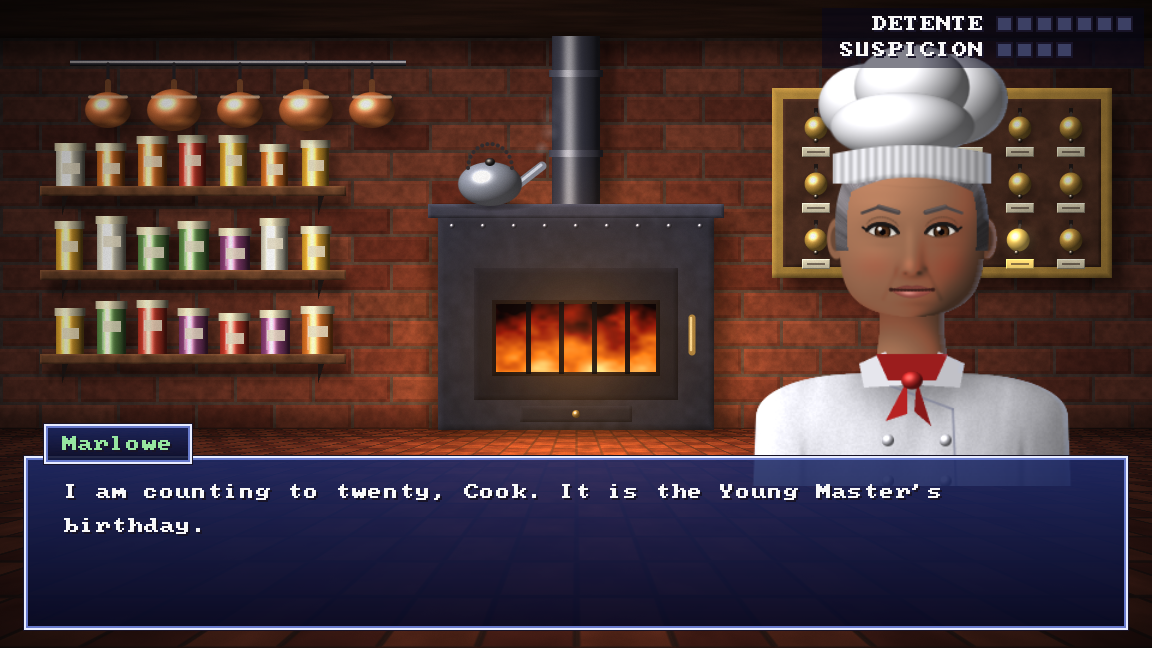 DETENTE
SUSPICION
Marlowe
I am counting to twenty, Cook. It is the Young Master's
birthday.